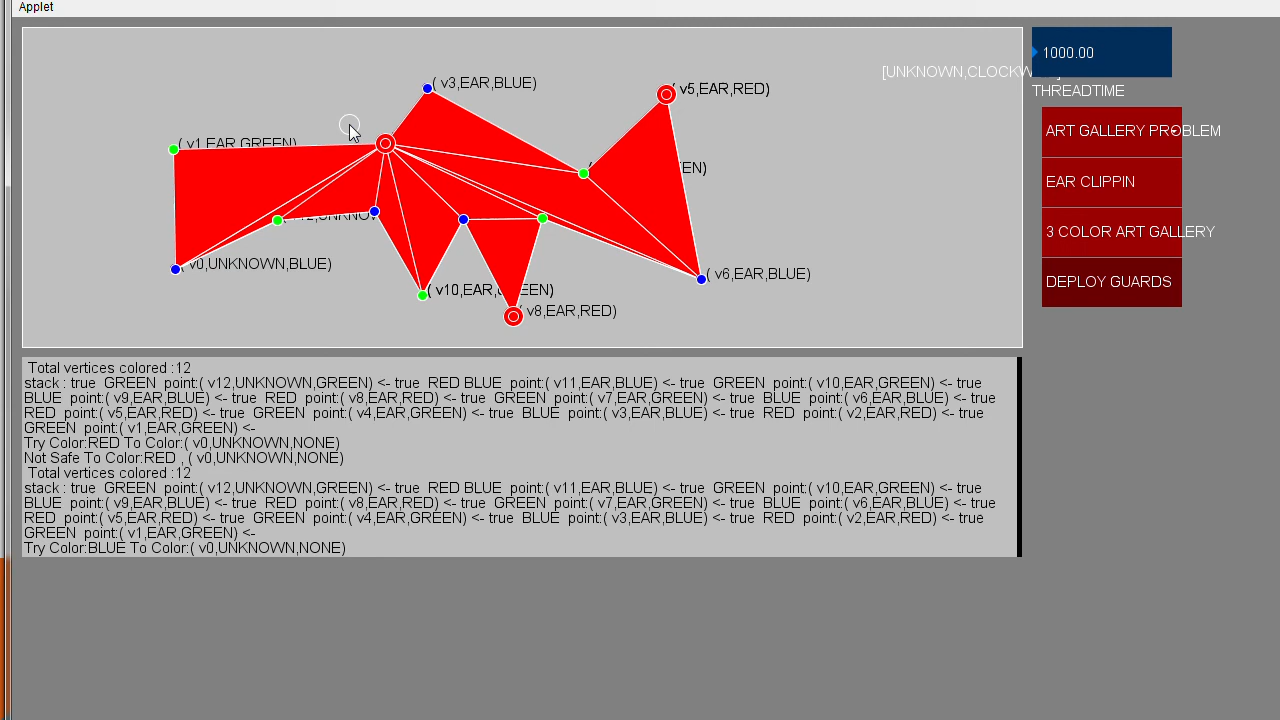 Applet
1000.00
[UNKNOWN,CLOCKW
THREADTIME
ART GALLERY PROBLEM
EAR CLIPPIN
3 COLOR ART GALLERY
DEPLOY GUARDS
( v3,EAR,BLUE)
v5,EAR,RED)
( v1,EAR,GREEN)
EEN)
v12,UNKNOW
( v0,UNKNOWN,BLUE)
( v6,EAR,BLUE)
( v10,EAR,GREEN)
v8,EAR,RED)
Total vertices colored :12
stack : true  GREEN  point:( v12,UNKNOWN,GREEN) <- true  RED BLUE  point:( v11,EAR,BLUE) <- true  GREEN  point:( v10,EAR,GREEN) <- true
BLUE  point:( v9,EAR,BLUE) <- true  RED  point:( v8,EAR,RED) <- true  GREEN  point:( v7,EAR,GREEN) <- true  BLUE  point:( v6,EAR,BLUE) <- true
RED  point:( v5,EAR,RED) <- true  GREEN  point:( v4,EAR,GREEN) <- true  BLUE  point:( v3,EAR,BLUE) <- true  RED  point:( v2,EAR,RED) <- true
GREEN  point:( v1,EAR,GREEN) <-
Try Color:RED To Color:( v0,UNKNOWN,NONE)
Not Safe To Color:RED , ( v0,UNKNOWN,NONE)
Total vertices colored :12
stack : true  GREEN  point:( v12,UNKNOWN,GREEN) <- true  RED BLUE  point:( v11,EAR,BLUE) <- true  GREEN  point:( v10,EAR,GREEN) <- true
BLUE  point:( v9,EAR,BLUE) <- true  RED  point:( v8,EAR,RED) <- true  GREEN  point:( v7,EAR,GREEN) <- true  BLUE  point:( v6,EAR,BLUE) <- true
RED  point:( v5,EAR,RED) <- true  GREEN  point:( v4,EAR,GREEN) <- true  BLUE  point:( v3,EAR,BLUE) <- true  RED  point:( v2,EAR,RED) <- true
GREEN  point:( v1,EAR,GREEN) <-
Try Color:BLUE To Color:( v0,UNKNOWN,NONE)